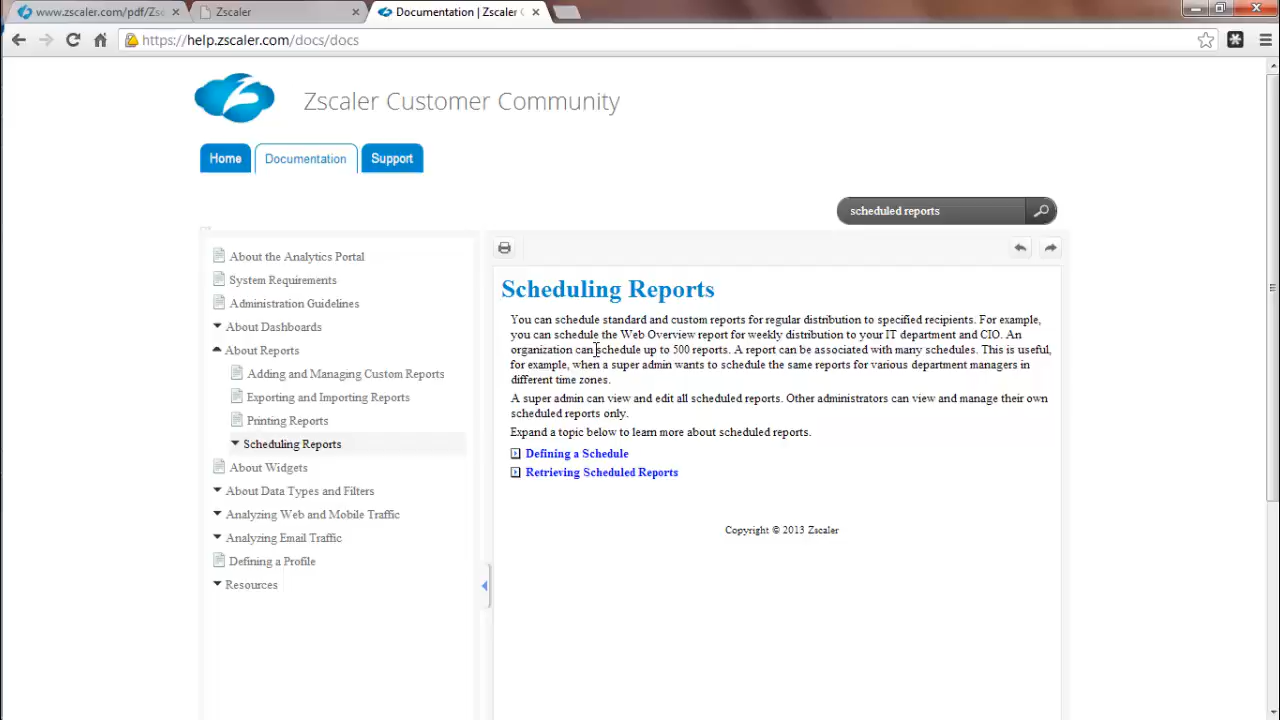 www.zscaler.com/pdf/Zs
Zscaler
Documentation | Zscaler
https://help.zscaler.com/docs/docs
Zscaler Customer Community
Home
Documentation
Support
scheduled reports
About the Analytics Portal
System Requirements
Administration Guidelines
About Dashboards
About Reports
Adding and Managing Custom Reports
Exporting and Importing Reports
Printing Reports
Scheduling Reports
About Widgets
About Data Types and Filters
Analyzing Web and Mobile Traffic
Analyzing Email Traffic
Defining a Profile
Resources
Scheduling Reports
You can schedule standard and custom reports for regular distribution to specified recipients. For example,
you can schedule the Web Overview report for weekly distribution to your IT department and CIO. An
organization can schedule up to 500 reports. A report can be associated with many schedules. This is useful,
for example, when a super admin wants to schedule the same reports for various department managers in
different time zones.
A super admin can view and edit all scheduled reports. Other administrators can view and manage their own
scheduled reports only.
Expand a topic below to learn more about scheduled reports.
Defining a Schedule
Retrieving Scheduled Reports
Copyright © 2013 Zscaler